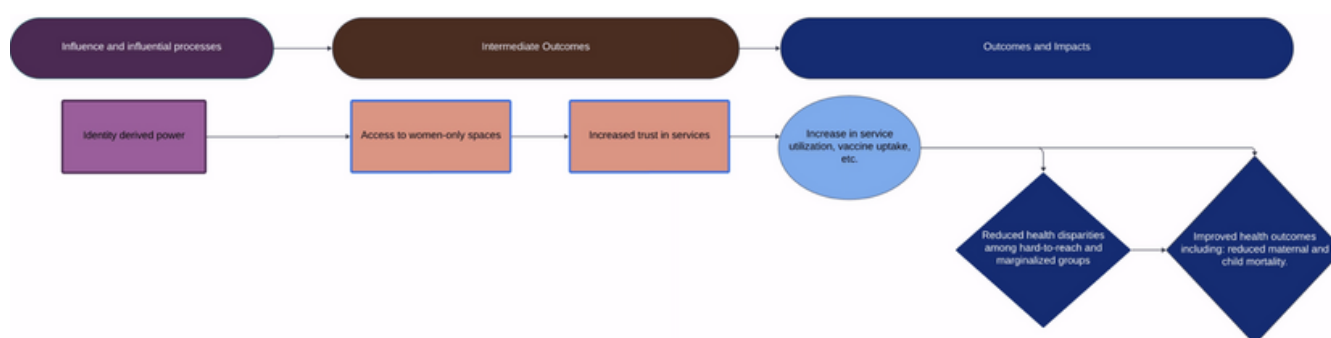 Influence and influential processes
Intermediate Outcomes
Outcomes and Impacts
Identity derived power
Access to women-only spaces
Increased trust in services
Increase in service
utilization, vaccine uptake,
etc.
Reduced health disparities
among hard-to-reach and
marginalized groups
Improved health outcomes
including: reduced maternal and
child mortality.